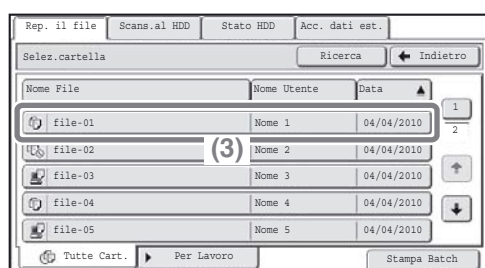 Rep. il file Scans.al HDD Stato HDD Acc. dati est.
Selez.cartella Ricerca Indietro
Nome File Nome Utente Data
file-01 Nome 1 04/04/2010
file-02 Nome 2 04/04/2010
file-03 Nome 3 04/04/2010
file-04 Nome 4 04/04/2010
file-05 Nome 5 04/04/2010
1
2
(3)
Tutte Cart. Per Lavoro Stampa Batch